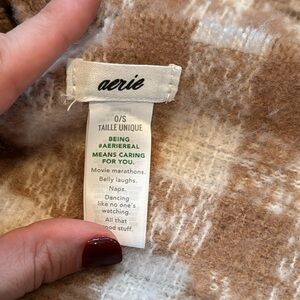 aerie
O/S
TAILLE UNIQUE
BEING
#AERIEREAL
MEANS CARING
FOR YOU.
Movie marathons.
Belly laughs.
Naps.
Dancing
like no one's
watching.
All that
good stuff.